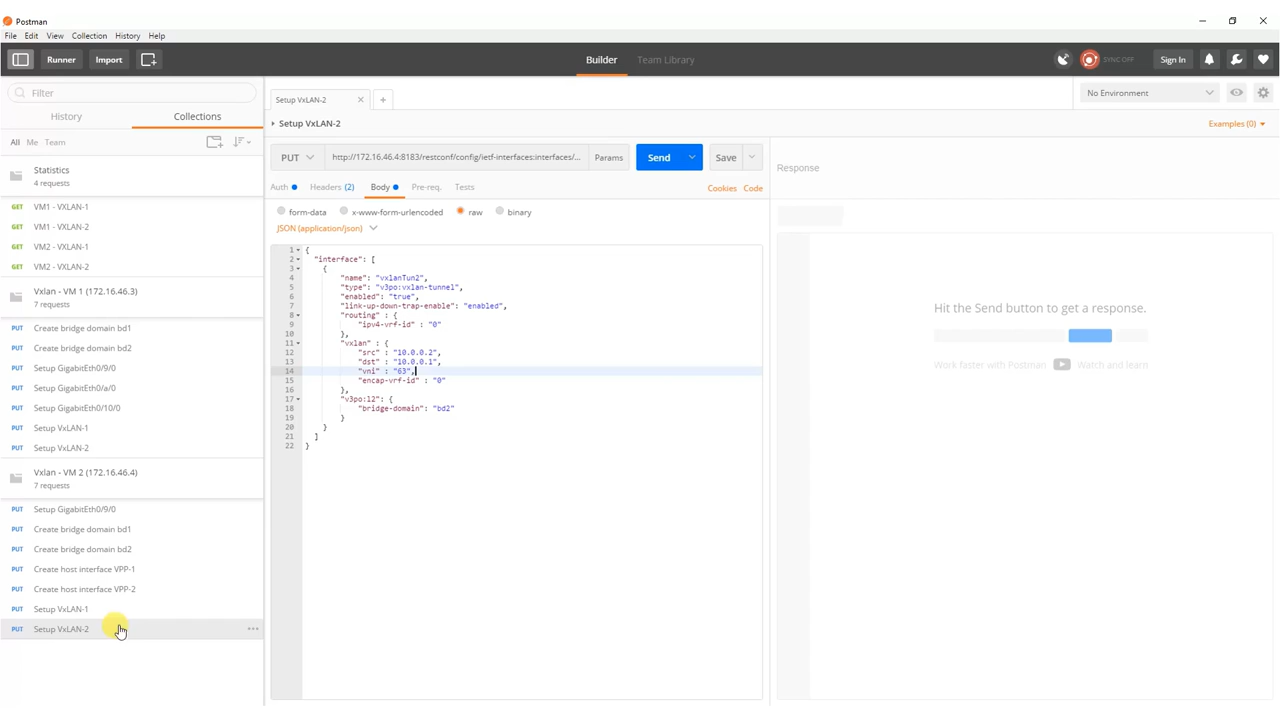 Postman
File Edit View Collection History Help
Runner Import Builder Team Library SYNC OFF Sign In
Filter
History Collections
All Me Team
Statistics
4 requests
GET VM1 - VXLAN-1
GET VM1 - VXLAN-2
GET VM2 - VXLAN-1
GET VM2 - VXLAN-2
Vxlan - VM 1 (172.16.46.3)
7 requests
PUT Create bridge domain bd1
PUT Create bridge domain bd2
PUT Setup GigabitEth0/9/0
PUT Setup GigabitEth0/a/0
PUT Setup GigabitEth0/10/0
PUT Setup VxLAN-1
PUT Setup VxLAN-2
Vxlan - VM 2 (172.16.46.4)
7 requests
PUT Setup GigabitEth0/9/0
PUT Create bridge domain bd1
PUT Create bridge domain bd2
PUT Create host interface VPP-1
PUT Create host interface VPP-2
PUT Setup VxLAN-1
PUT Setup VxLAN-2
Setup VxLAN-2
No Environment
Setup VxLAN-2
Examples (0)
PUT http://172.16.46.4:8183/restconf/config/ietf-interfaces:interfaces/... Params Send Save
Auth Headers (2) Body Pre-req. Tests Cookies Code
form-data x-www-form-urlencoded raw binary
JSON (application/json)
1 {
2 "interface": [
3 {
4 "name": "vxlanTun2",
5 "type": "v3po:vxlan-tunnel",
6 "enabled": "true",
7 "link-up-down-trap-enable": "enabled",
8 "routing" : {
9 "ipv4-vrf-id" : "0"
10 },
11 "vxlan" : {
12 "src" : "10.0.0.2",
13 "dst" : "10.0.0.1",
14 "vni" : "63",
15 "encap-vrf-id" : "0"
16 },
17 "v3po:l2": {
18 "bridge-domain": "bd2"
19 }
20 }
21 ]
22 }
Response
Hit the Send button to get a response.
Work faster with Postman Watch and learn